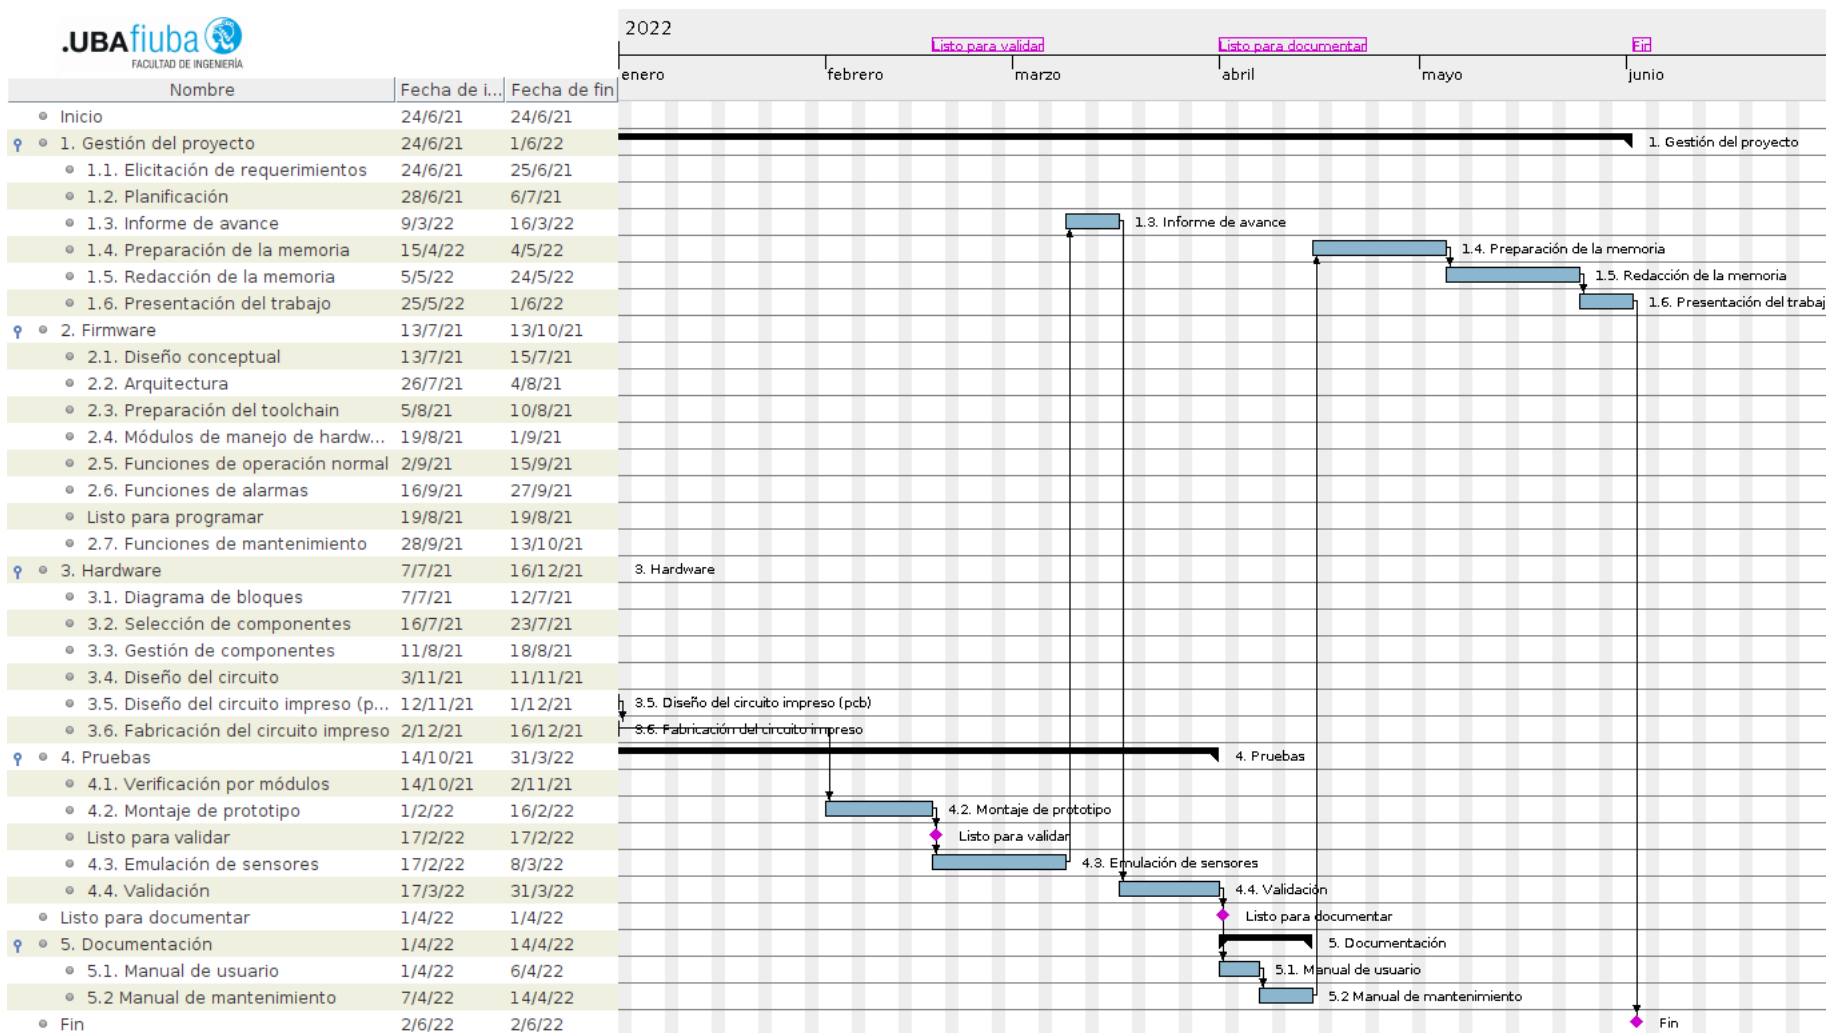 .UBAfiuba
FACULTAD DE INGENIERÍA
2022
Listo para validar Listo para documentar Fin
enero febrero marzo abril mayo junio
Nombre Fecha de i... Fecha de fin
Inicio 24/6/21 24/6/21
1. Gestión del proyecto 24/6/21 1/6/22 1. Gestión del proyecto
1.1. Elicitación de requerimientos 24/6/21 25/6/21
1.2. Planificación 28/6/21 6/7/21
1.3. Informe de avance 9/3/22 16/3/22 1.3. Informe de avance
1.4. Preparación de la memoria 15/4/22 4/5/22 1.4. Preparación de la memoria
1.5. Redacción de la memoria 5/5/22 24/5/22 1.5. Redacción de la memoria
1.6. Presentación del trabajo 25/5/22 1/6/22 1.6. Presentación del trabaj
2. Firmware 13/7/21 13/10/21
2.1. Diseño conceptual 13/7/21 15/7/21
2.2. Arquitectura 26/7/21 4/8/21
2.3. Preparación del toolchain 5/8/21 10/8/21
2.4. Módulos de manejo de hardw... 19/8/21 1/9/21
2.5. Funciones de operación normal 2/9/21 15/9/21
2.6. Funciones de alarmas 16/9/21 27/9/21
Listo para programar 19/8/21 19/8/21
2.7. Funciones de mantenimiento 28/9/21 13/10/21
3. Hardware 7/7/21 16/12/21 3. Hardware
3.1. Diagrama de bloques 7/7/21 12/7/21
3.2. Selección de componentes 16/7/21 23/7/21
3.3. Gestión de componentes 11/8/21 18/8/21
3.4. Diseño del circuito 3/11/21 11/11/21
3.5. Diseño del circuito impreso (p... 12/11/21 1/12/21 3.5. Diseño del circuito impreso (pcb)
3.6. Fabricación del circuito impreso 2/12/21 16/12/21 3.6. Fabricación del circuito impreso
4. Pruebas 14/10/21 31/3/22 4. Pruebas
4.1. Verificación por módulos 14/10/21 2/11/21
4.2. Montaje de prototipo 1/2/22 16/2/22 4.2. Montaje de prototipo
Listo para validar 17/2/22 17/2/22 Listo para validar
4.3. Emulación de sensores 17/2/22 8/3/22 4.3. Emulación de sensores
4.4. Validación 17/3/22 31/3/22 4.4. Validación
Listo para documentar 1/4/22 1/4/22 Listo para documentar
5. Documentación 1/4/22 14/4/22 5. Documentación
5.1. Manual de usuario 1/4/22 6/4/22 5.1. Manual de usuario
5.2 Manual de mantenimiento 7/4/22 14/4/22 5.2 Manual de mantenimiento
Fin 2/6/22 2/6/22 Fin